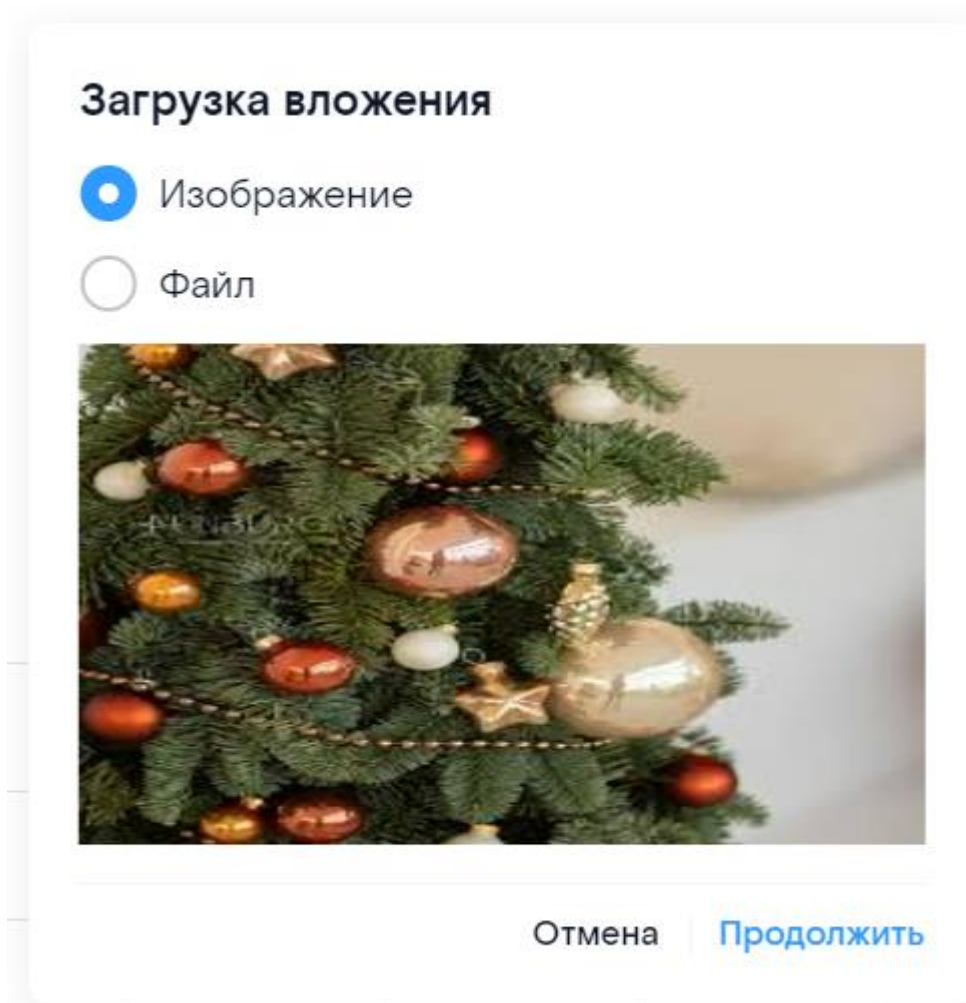 Загрузка вложения
Изображение
Файл
Отмена
Продолжить